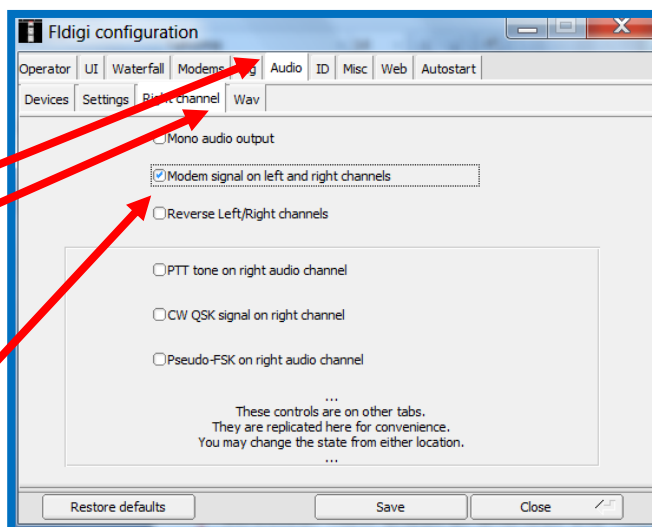 Fldigi configuration
Operator UI Waterfall Modems Audio ID Misc Web Autostart
Devices Settings Right channel Wav
Mono audio output
Modem signal on left and right channels
Reverse Left/Right channels
PTT tone on right audio channel
CW QSK signal on right channel
Pseudo-FSK on right audio channel
...
These controls are on other tabs.
They are replicated here for convenience.
You may change the state from either location.
...
Restore defaults Save Close